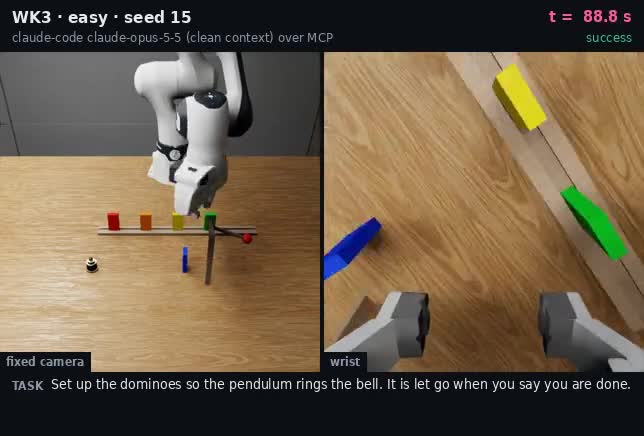 WK3 · easy · seed 15
t = 88.8 s
claude-code claude-opus-5-5 (clean context) over MCP
success
fixed camera
wrist
TASK Set up the dominoes so the pendulum rings the bell. It is let go when you say you are done.